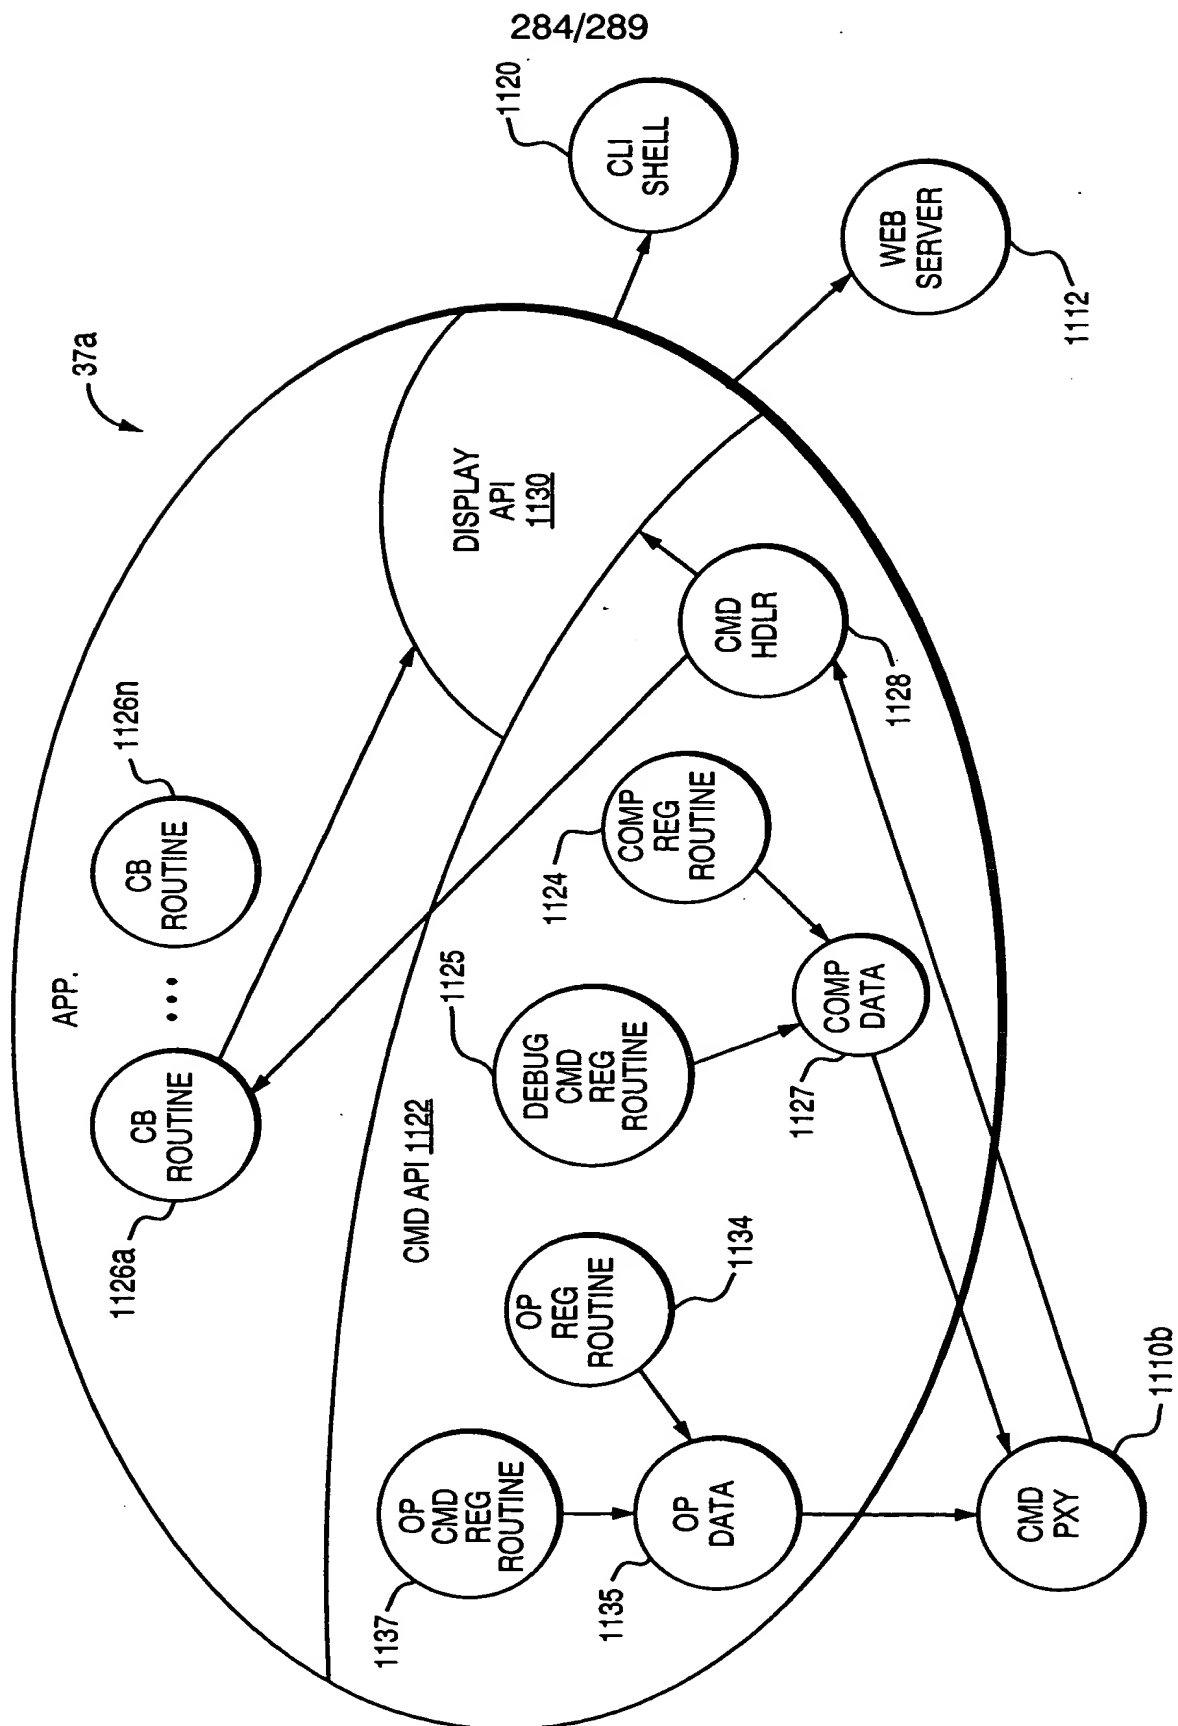 284/289
37a
APP.
1126a
CB
ROUTINE
•••
CB
ROUTINE
1126n
DISPLAY
API
1130
1120
CLI
SHELL
WEB
SERVER
1112
CMD API 1122
1137
OP
CMD
REG
ROUTINE
OP
REG
ROUTINE
1134
1125
DEBUG
CMD
REG
ROUTINE
1124
COMP
REG
ROUTINE
CMD
HDLR
1128
1135
OP
DATA
1127
COMP
DATA
CMD
PXY
1110b